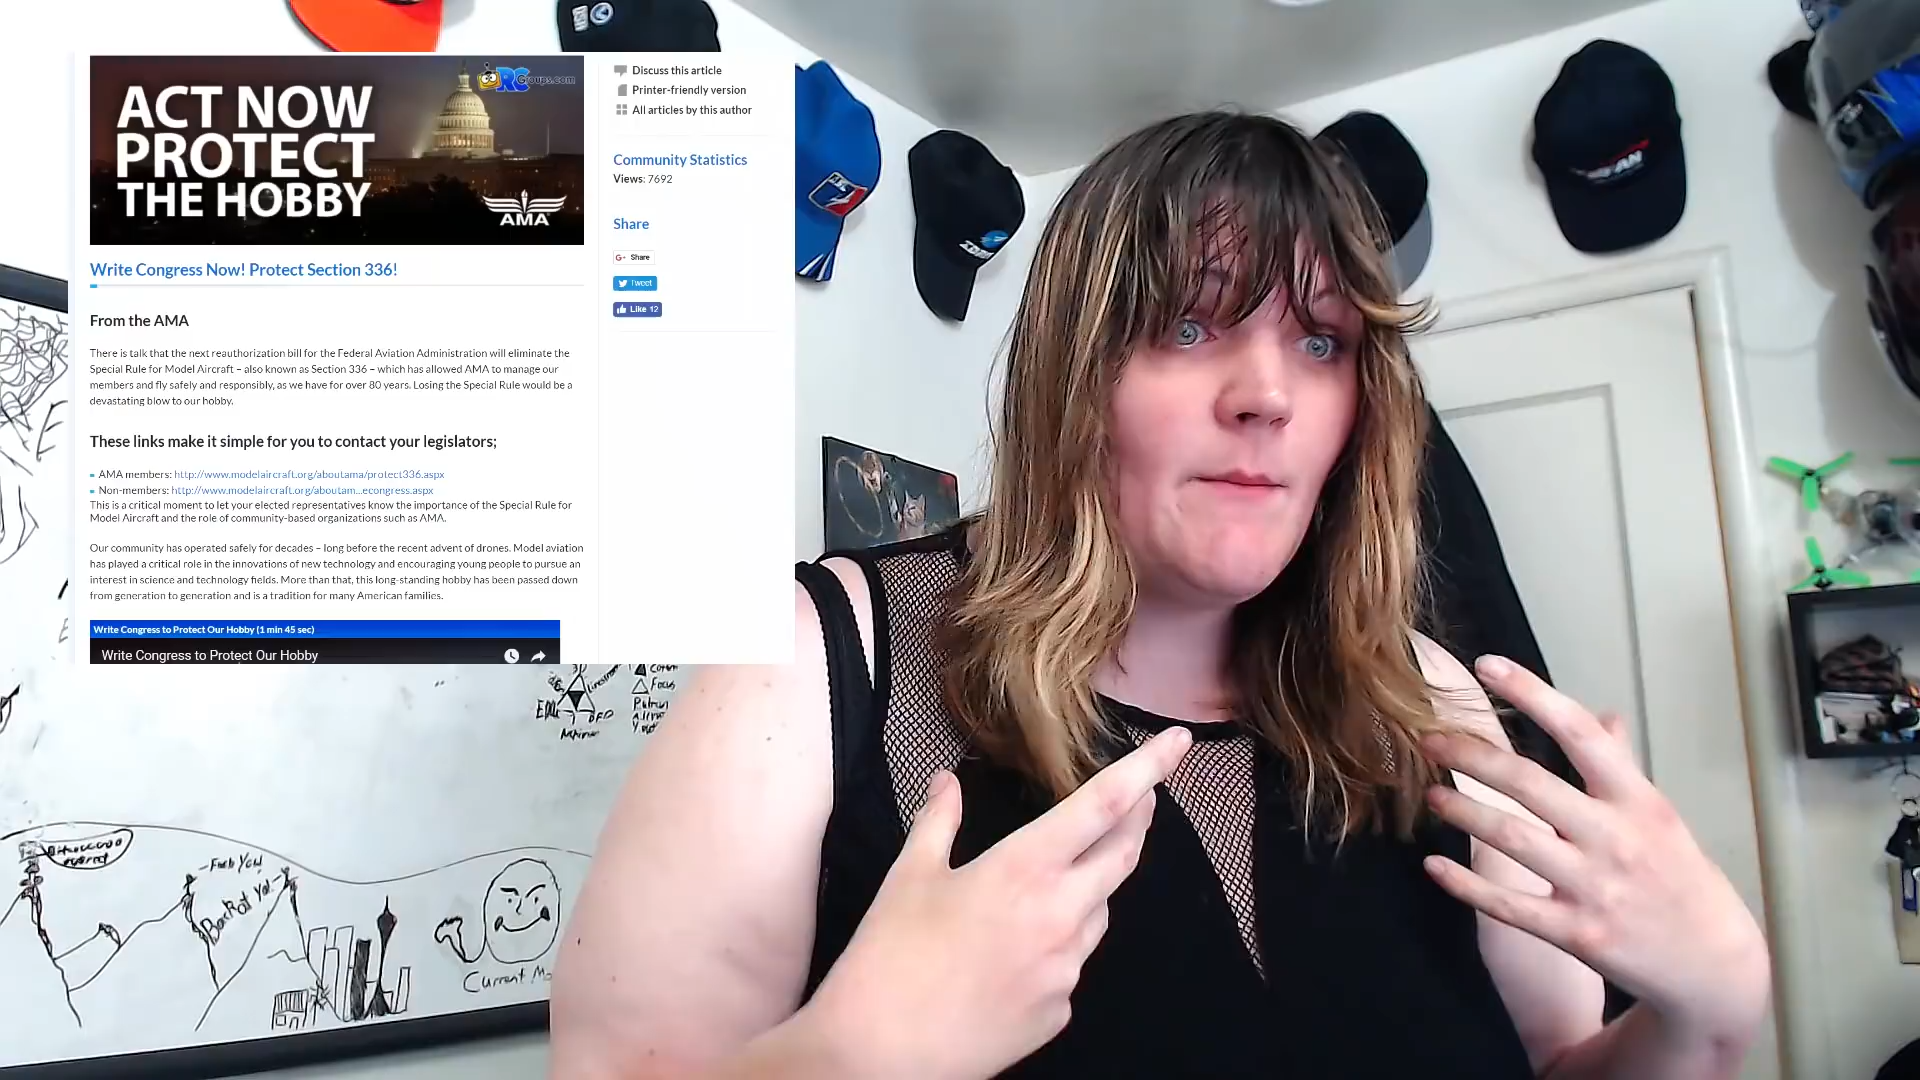 RCGroups.com
ACT NOW
PROTECT
THE HOBBY
AMA
Write Congress Now! Protect Section 336!
From the AMA
There is talk that the next reauthorization bill for the Federal Aviation Administration will eliminate the
Special Rule for Model Aircraft – also known as Section 336 – which has allowed AMA to manage our
members and fly safely and responsibly, as we have for over 80 years. Losing the Special Rule would be a
devastating blow to our hobby.
These links make it simple for you to contact your legislators;
AMA members: http://www.modelaircraft.org/aboutama/protect336.aspx
Non-members: http://www.modelaircraft.org/aboutam...econgress.aspx
This is a critical moment to let your elected representatives know the importance of the Special Rule for
Model Aircraft and the role of community-based organizations such as AMA.
Our community has operated safely for decades – long before the recent advent of drones. Model aviation
has played a critical role in the innovations of new technology and encouraging young people to pursue an
interest in science and technology fields. More than that, this long-standing hobby has been passed down
from generation to generation and is a tradition for many American families.
Write Congress to Protect Our Hobby (1 min 45 sec)
Write Congress to Protect Our Hobby
Discuss this article
Printer-friendly version
All articles by this author
Community Statistics
Views: 7692
Share
G+ Share
Tweet
Like 12
Focus
Back at Ya!
Current